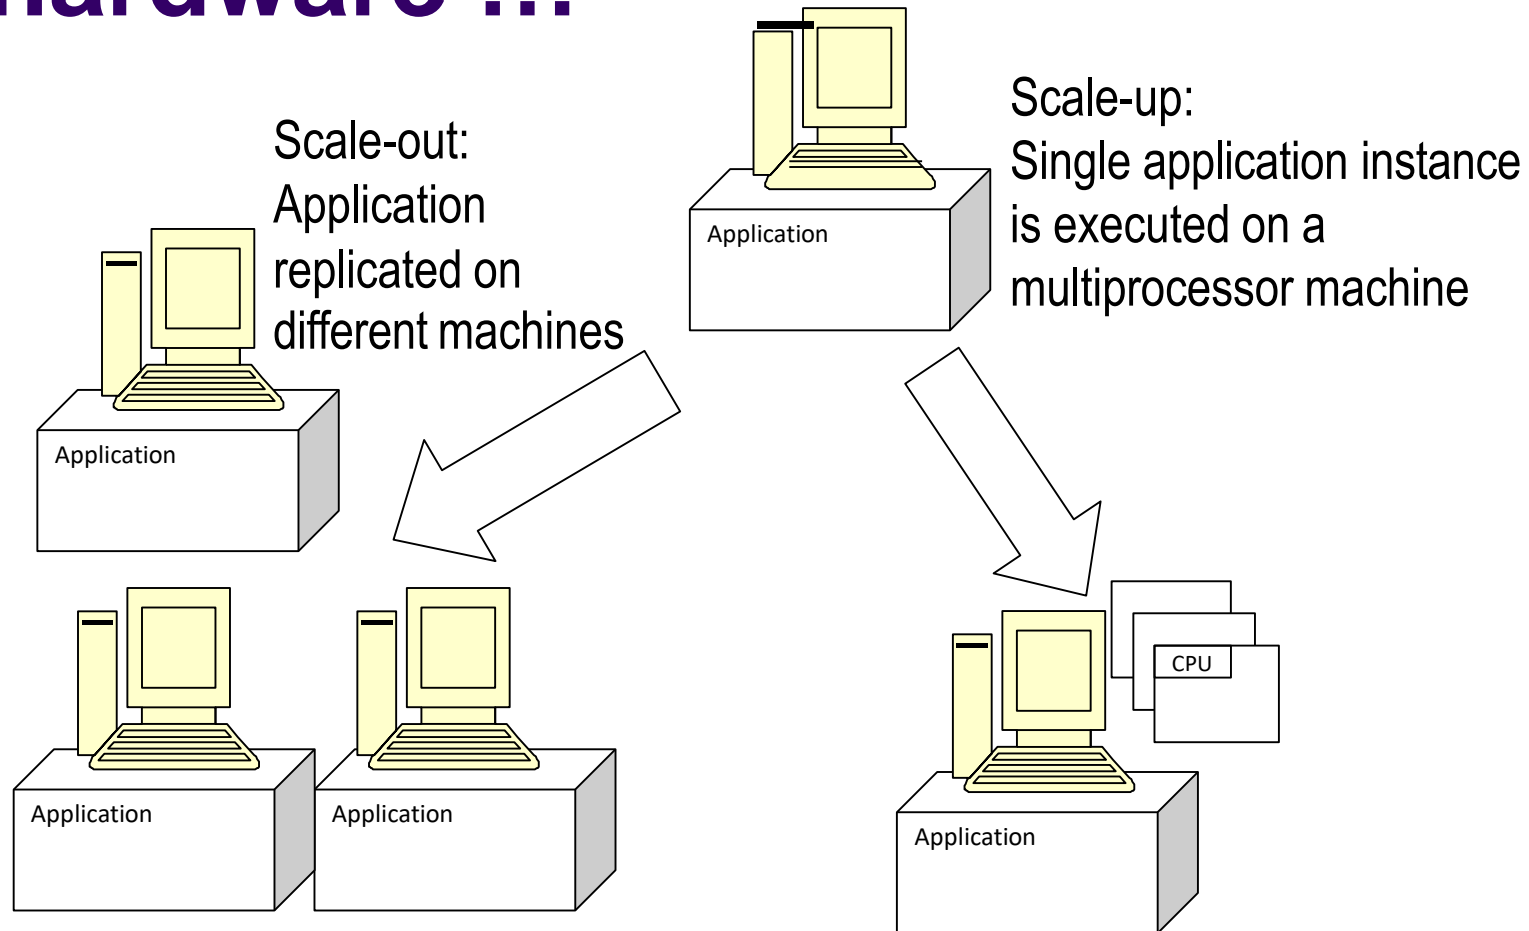 hardware …
Scale-out:
Application
replicated on
different machines
Scale-up:
Single application instance
is executed on a
multiprocessor machine
Application
Application
Application
Application
CPU
Application